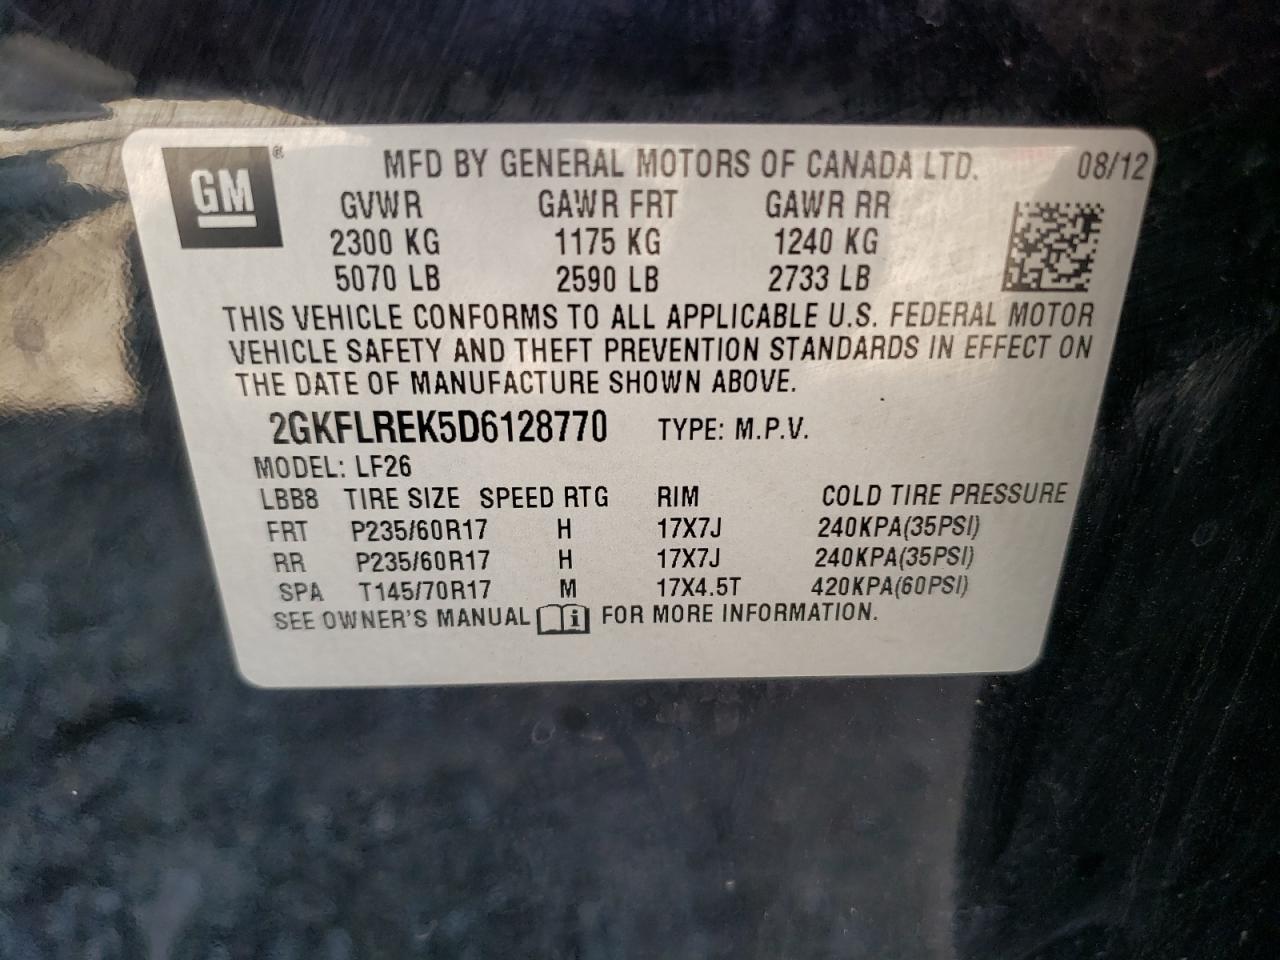 GM® MFD BY GENERAL MOTORS OF CANADA LTD. 08/12
GVWR GAWR FRT GAWR RR
2300 KG 1175 KG 1240 KG
5070 LB 2590 LB 2733 LB
THIS VEHICLE CONFORMS TO ALL APPLICABLE U.S. FEDERAL MOTOR
VEHICLE SAFETY AND THEFT PREVENTION STANDARDS IN EFFECT ON
THE DATE OF MANUFACTURE SHOWN ABOVE.
2GKFLREK5D6128770 TYPE: M.P.V.
MODEL: LF26
LBB8 TIRE SIZE SPEED RTG RIM COLD TIRE PRESSURE
FRT P235/60R17 H 17X7J 240KPA(35PSI)
RR P235/60R17 H 17X7J 240KPA(35PSI)
SPA T145/70R17 M 17X4.5T 420KPA(60PSI)
SEE OWNER'S MANUAL i FOR MORE INFORMATION.